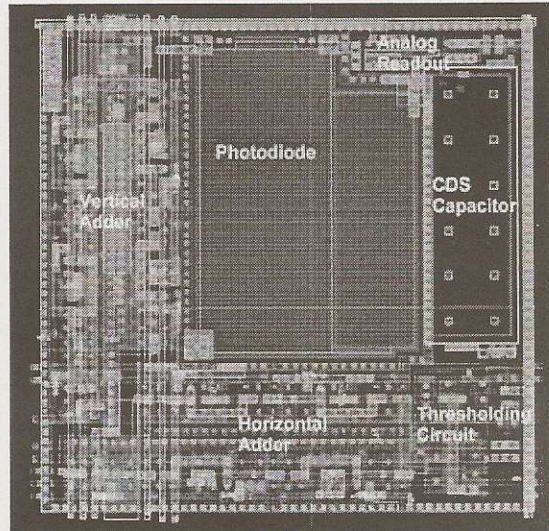 Analog
Readout
Photodiode
CDS
Capacitor
Vertical
Adder
Horizontal
Adder
Thresholding
Circuit